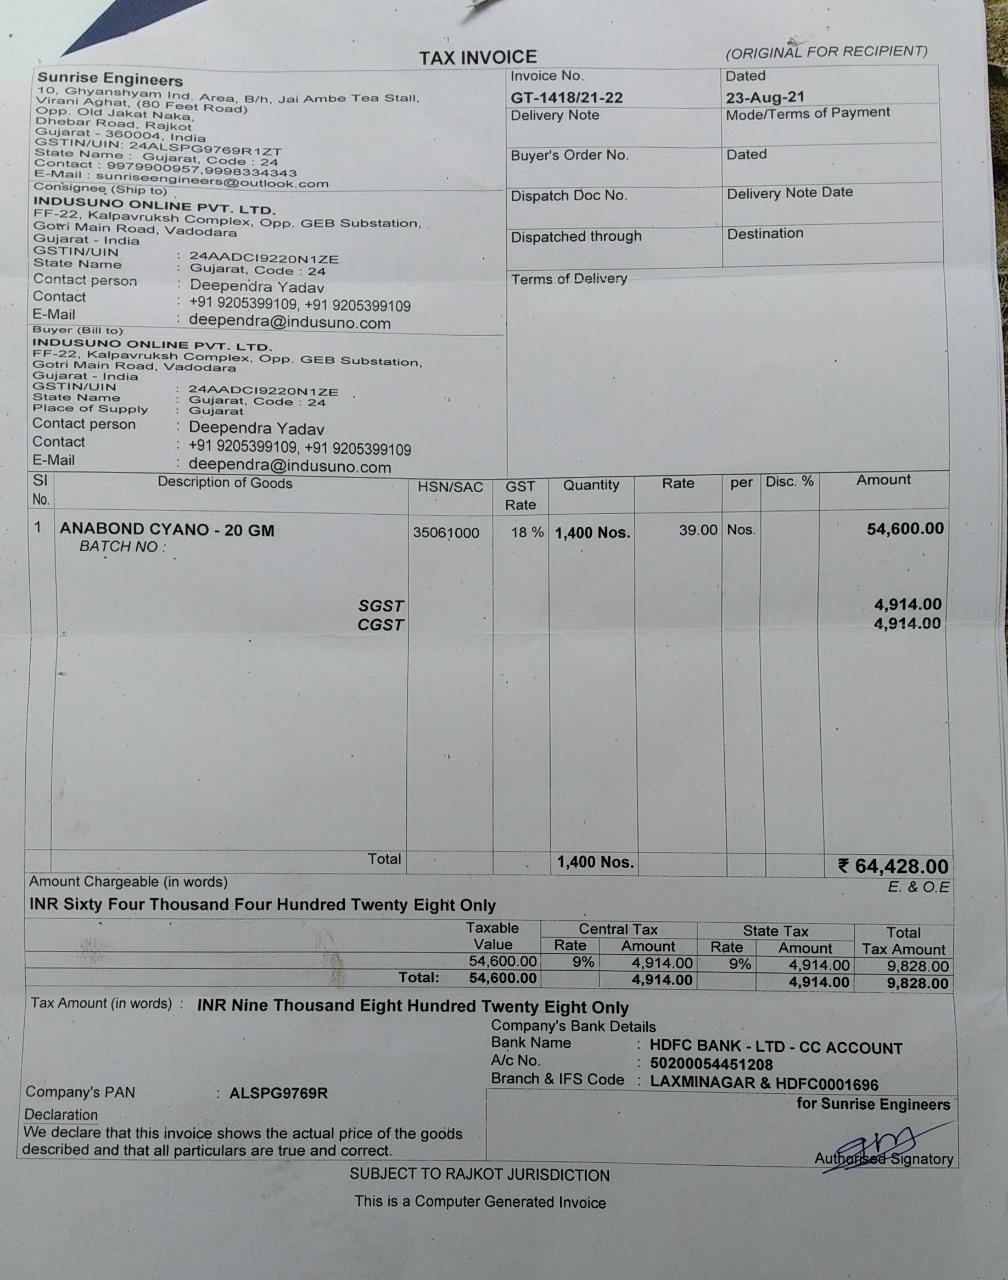 TAX INVOICE
(ORIGINAL FOR RECIPIENT)
Sunrise Engineers
10, Ghyanshyam Ind. Area, B/h, Jai Ambe Tea Stall,
Virani Aghat, (80 Feet Road)
Opp. Old Jakat Naka,
Dhebar Road, Rajkot
Gujarat - 360004, India
GSTIN/UIN: 24ALSPG9769R1ZT
State Name : Gujarat, Code : 24
Contact : 9979900957,9998334343
E-Mail : sunriseengineers@outlook.com
Invoice No. Dated
GT-1418/21-22 23-Aug-21
Delivery Note Mode/Terms of Payment
Buyer's Order No. Dated
Dispatch Doc No. Delivery Note Date
Dispatched through Destination
Terms of Delivery
Consignee (Ship to)
INDUSUNO ONLINE PVT. LTD.
FF-22, Kalpavruksh Complex, Opp. GEB Substation,
Gotri Main Road, Vadodara
Gujarat - India
GSTIN/UIN : 24AADCI9220N1ZE
State Name : Gujarat, Code : 24
Contact person : Deependra Yadav
Contact : +91 9205399109, +91 9205399109
E-Mail : deependra@indusuno.com
Buyer (Bill to)
INDUSUNO ONLINE PVT. LTD.
FF-22, Kalpavruksh Complex, Opp. GEB Substation,
Gotri Main Road, Vadodara
Gujarat - India
GSTIN/UIN : 24AADCI9220N1ZE
State Name : Gujarat, Code : 24
Place of Supply : Gujarat
Contact person : Deependra Yadav
Contact : +91 9205399109, +91 9205399109
E-Mail : deependra@indusuno.com
SI No. Description of Goods HSN/SAC GST Rate Quantity Rate per Disc. % Amount
1 ANABOND CYANO - 20 GM 35061000 18 % 1,400 Nos. 39.00 Nos. 54,600.00
BATCH NO :
SGST 4,914.00
CGST 4,914.00
Total 1,400 Nos. ₹ 64,428.00
Amount Chargeable (in words) E. & O.E
INR Sixty Four Thousand Four Hundred Twenty Eight Only
Taxable Value Central Tax State Tax Total Tax Amount
Rate Amount Rate Amount
54,600.00 9% 4,914.00 9% 4,914.00 9,828.00
Total: 54,600.00 4,914.00 4,914.00 9,828.00
Tax Amount (in words) : INR Nine Thousand Eight Hundred Twenty Eight Only
Company's Bank Details
Bank Name : HDFC BANK - LTD - CC ACCOUNT
A/c No. : 50200054451208
Branch & IFS Code : LAXMINAGAR & HDFC0001696
Company's PAN : ALSPG9769R
Declaration
We declare that this invoice shows the actual price of the goods
described and that all particulars are true and correct.
for Sunrise Engineers
Authorised Signatory
SUBJECT TO RAJKOT JURISDICTION
This is a Computer Generated Invoice